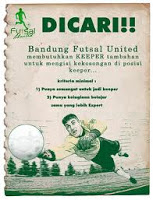 Futsal
DICARI!!
Bandung Futsal United
membutuhkan KEEPER tambahan
untuk mengisi kekosongan di posisi
keeper...
kriteria minimal :
1) Punya semangat untuk jadi keeper
2) Punya keinginan belajar
sama yang lebih Expert